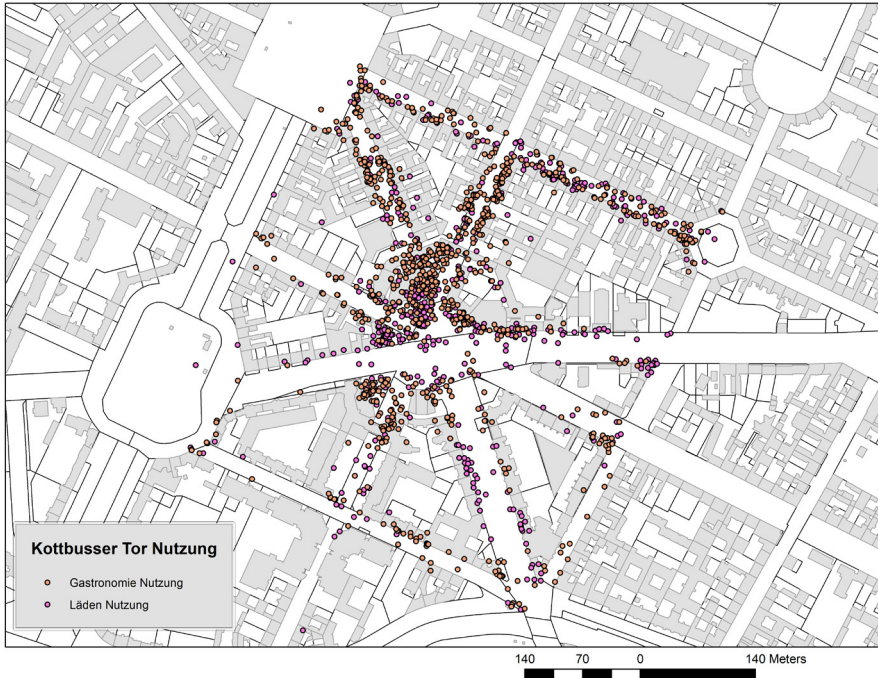 Kottbusser Tor Nutzung
Gastronomie Nutzung
Läden Nutzung
140 70 0 140 Meters